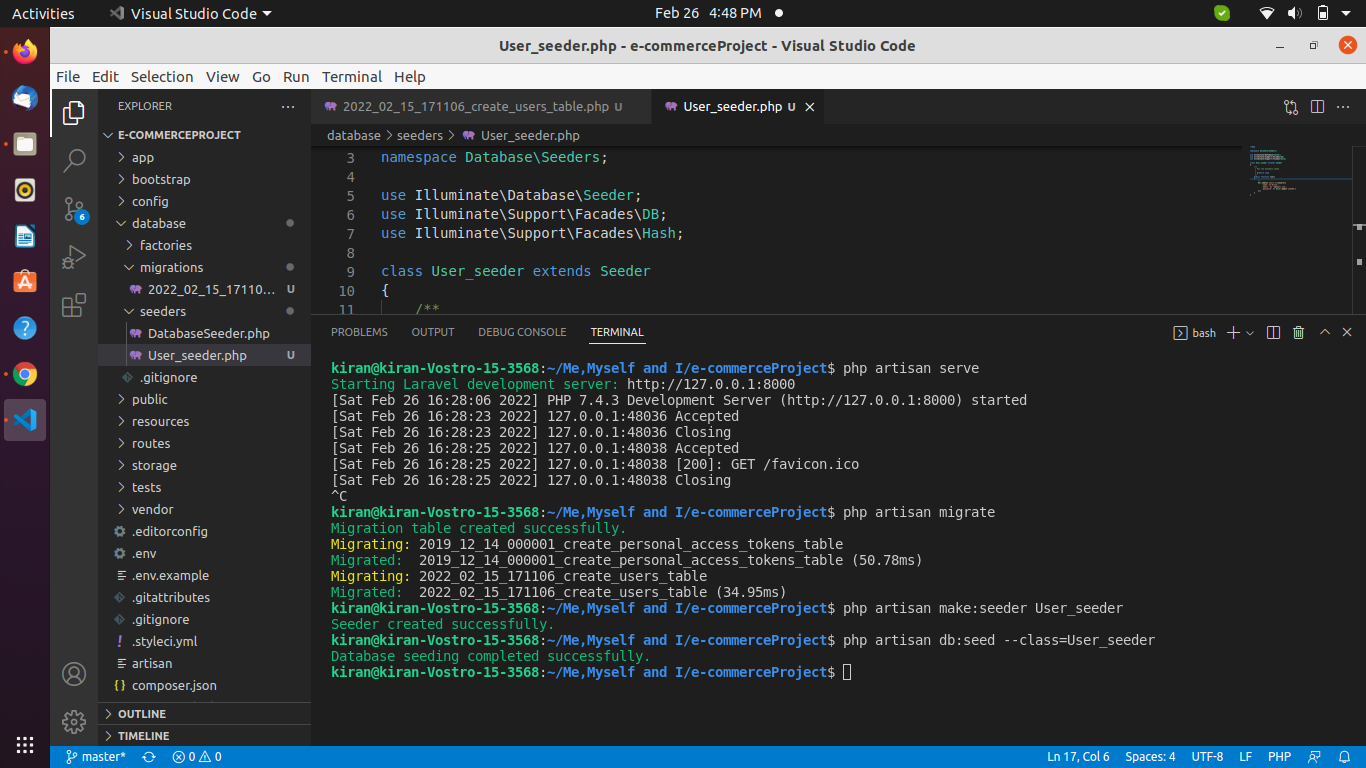 Activities
Visual Studio Code
Feb 26 4:48 PM
User_seeder.php - e-commerceProject - Visual Studio Code
File Edit Selection View Go Run Terminal Help
EXPLORER
E-COMMERCEPROJECT
app
bootstrap
config
database
factories
migrations
2022_02_15_17110... U
seeders
DatabaseSeeder.php
User_seeder.php U
.gitignore
public
resources
routes
storage
tests
vendor
.editorconfig
.env
.env.example
.gitattributes
.gitignore
.styleci.yml
artisan
composer.json
OUTLINE
TIMELINE
6
2022_02_15_171106_create_users_table.php U
User_seeder.php U
database > seeders > User_seeder.php
3 namespace Database\Seeders;
4
5 use Illuminate\Database\Seeder;
6 use Illuminate\Support\Facades\DB;
7 use Illuminate\Support\Facades\Hash;
8
9 class User_seeder extends Seeder
10 {
11 /**
PROBLEMS OUTPUT DEBUG CONSOLE TERMINAL
bash
kiran@kiran-Vostro-15-3568:~/Me,Myself and I/e-commerceProject$ php artisan serve
Starting Laravel development server: http://127.0.0.1:8000
[Sat Feb 26 16:28:06 2022] PHP 7.4.3 Development Server (http://127.0.0.1:8000) started
[Sat Feb 26 16:28:23 2022] 127.0.0.1:48036 Accepted
[Sat Feb 26 16:28:23 2022] 127.0.0.1:48036 Closing
[Sat Feb 26 16:28:25 2022] 127.0.0.1:48038 Accepted
[Sat Feb 26 16:28:25 2022] 127.0.0.1:48038 [200]: GET /favicon.ico
[Sat Feb 26 16:28:25 2022] 127.0.0.1:48038 Closing
^C
kiran@kiran-Vostro-15-3568:~/Me,Myself and I/e-commerceProject$ php artisan migrate
Migration table created successfully.
Migrating: 2019_12_14_000001_create_personal_access_tokens_table
Migrated: 2019_12_14_000001_create_personal_access_tokens_table (50.78ms)
Migrating: 2022_02_15_171106_create_users_table
Migrated: 2022_02_15_171106_create_users_table (34.95ms)
kiran@kiran-Vostro-15-3568:~/Me,Myself and I/e-commerceProject$ php artisan make:seeder User_seeder
Seeder created successfully.
kiran@kiran-Vostro-15-3568:~/Me,Myself and I/e-commerceProject$ php artisan db:seed --class=User_seeder
Database seeding completed successfully.
kiran@kiran-Vostro-15-3568:~/Me,Myself and I/e-commerceProject$
master* 0 0
Ln 17, Col 6 Spaces: 4 UTF-8 LF PHP